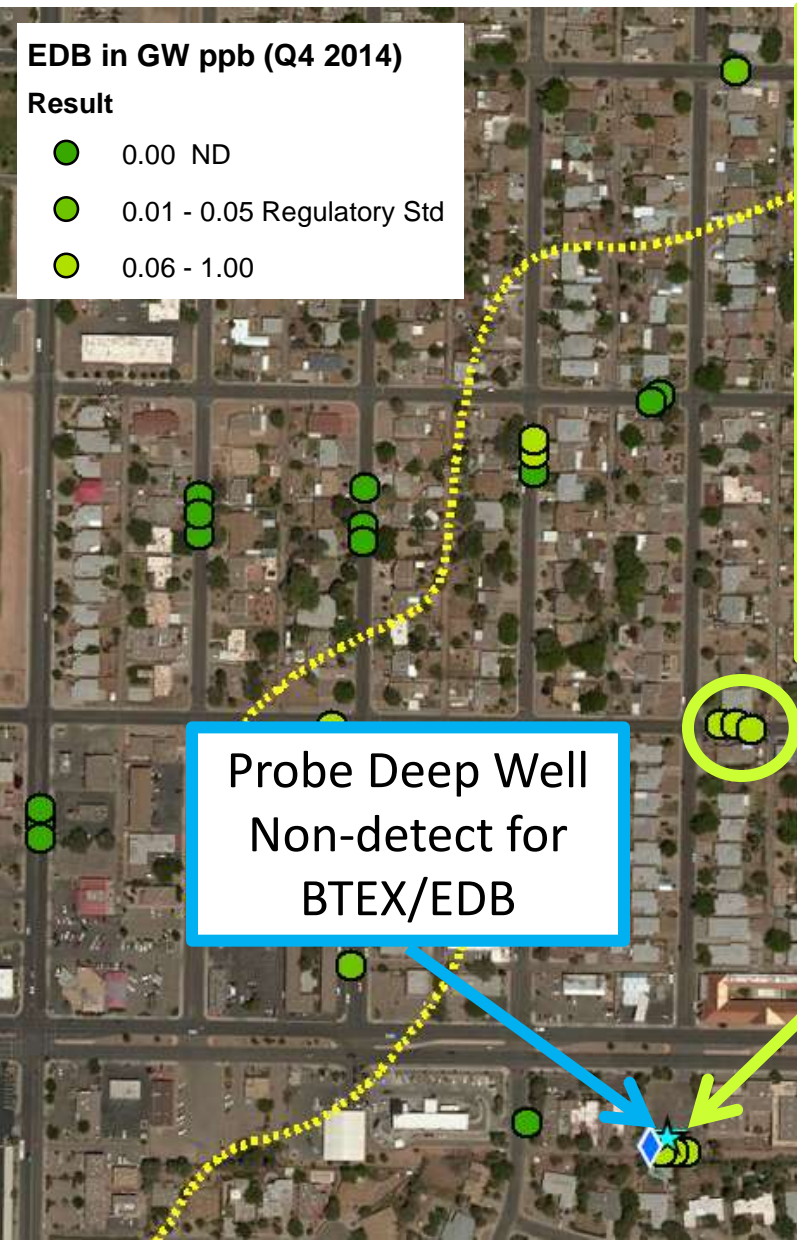 EDB in GW ppb (Q4 2014)
Result
0.00 ND
0.01 - 0.05 Regulatory Std
0.06 - 1.00
Probe Deep Well
Non-detect for
BTEX/EDB